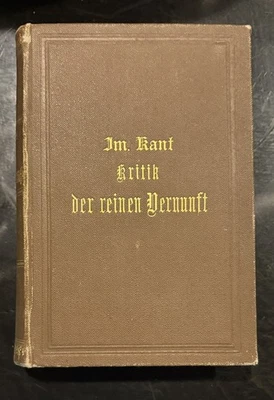 Im. Kant
Kritik
der reinen Vernunft